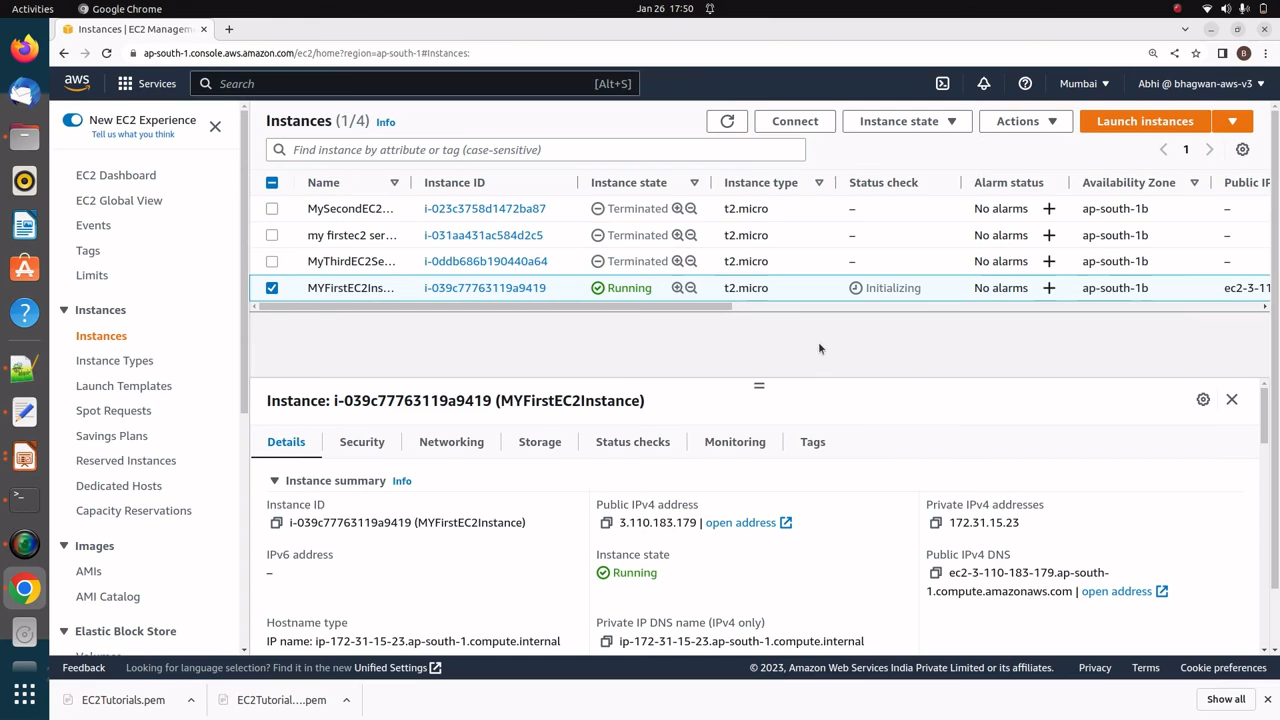 Activities Google Chrome Jan 26 17:50
Instances | EC2 Managem
ap-south-1.console.aws.amazon.com/ec2/home?region=ap-south-1#Instances:
B
aws Services Search [Alt+S] Mumbai Abhi @ bhagwan-aws-v3
New EC2 Experience
Tell us what you think
EC2 Dashboard
EC2 Global View
Events
Tags
Limits
Instances
Instances
Instance Types
Launch Templates
Spot Requests
Savings Plans
Reserved Instances
Dedicated Hosts
Capacity Reservations
Images
AMIs
AMI Catalog
Elastic Block Store
Instances (1/4) Info Connect Instance state Actions Launch instances
Find instance by attribute or tag (case-sensitive) 1
Name Instance ID Instance state Instance type Status check Alarm status Availability Zone Public IP
MySecondEC2... i-023c3758d1472ba87 Terminated t2.micro – No alarms + ap-south-1b –
my firstec2 ser... i-031aa431ac584d2c5 Terminated t2.micro – No alarms + ap-south-1b –
MyThirdEC2Se... i-0ddb686b190440a64 Terminated t2.micro – No alarms + ap-south-1b –
MYFirstEC2Ins... i-039c77763119a9419 Running t2.micro Initializing No alarms + ap-south-1b ec2-3-11
Instance: i-039c77763119a9419 (MYFirstEC2Instance)
Details Security Networking Storage Status checks Monitoring Tags
Instance summary Info
Instance ID
i-039c77763119a9419 (MYFirstEC2Instance)
Public IPv4 address
3.110.183.179 | open address
Private IPv4 addresses
172.31.15.23
IPv6 address
–
Instance state
Running
Public IPv4 DNS
ec2-3-110-183-179.ap-south-
1.compute.amazonaws.com | open address
Hostname type
IP name: ip-172-31-15-23.ap-south-1.compute.internal
Private IP DNS name (IPv4 only)
ip-172-31-15-23.ap-south-1.compute.internal
Feedback Looking for language selection? Find it in the new Unified Settings © 2023, Amazon Web Services India Private Limited or its affiliates. Privacy Terms Cookie preferences
EC2Tutorials.pem EC2Tutorial....pem Show all